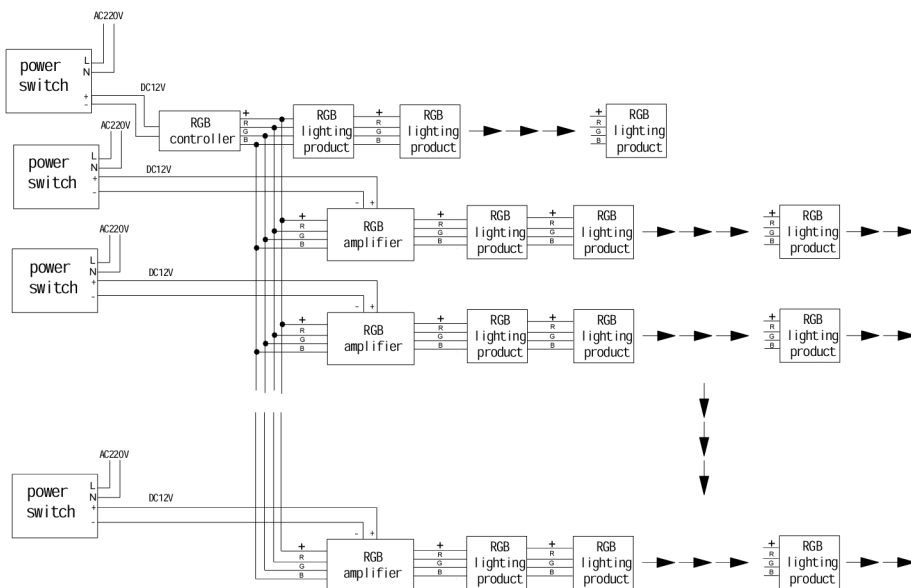 AC220V
power
switch
L
N
+
-
DC12V
RGB
controller
+
R
G
B
RGB
lighting
product
+
R
G
B
RGB
lighting
product
+
R
G
B
RGB
lighting
product
AC220V
power
switch
L
N
+
-
DC12V
- +
+
R
G
B
RGB
amplifier
+
R
G
B
RGB
lighting
product
+
R
G
B
RGB
lighting
product
+
R
G
B
RGB
lighting
product
AC220V
power
switch
L
N
+
-
DC12V
- +
+
R
G
B
RGB
amplifier
+
R
G
B
RGB
lighting
product
+
R
G
B
RGB
lighting
product
+
R
G
B
RGB
lighting
product
AC220V
power
switch
L
N
+
-
DC12V
- +
+
R
G
B
RGB
amplifier
+
R
G
B
RGB
lighting
product
+
R
G
B
RGB
lighting
product
+
R
G
B
RGB
lighting
product